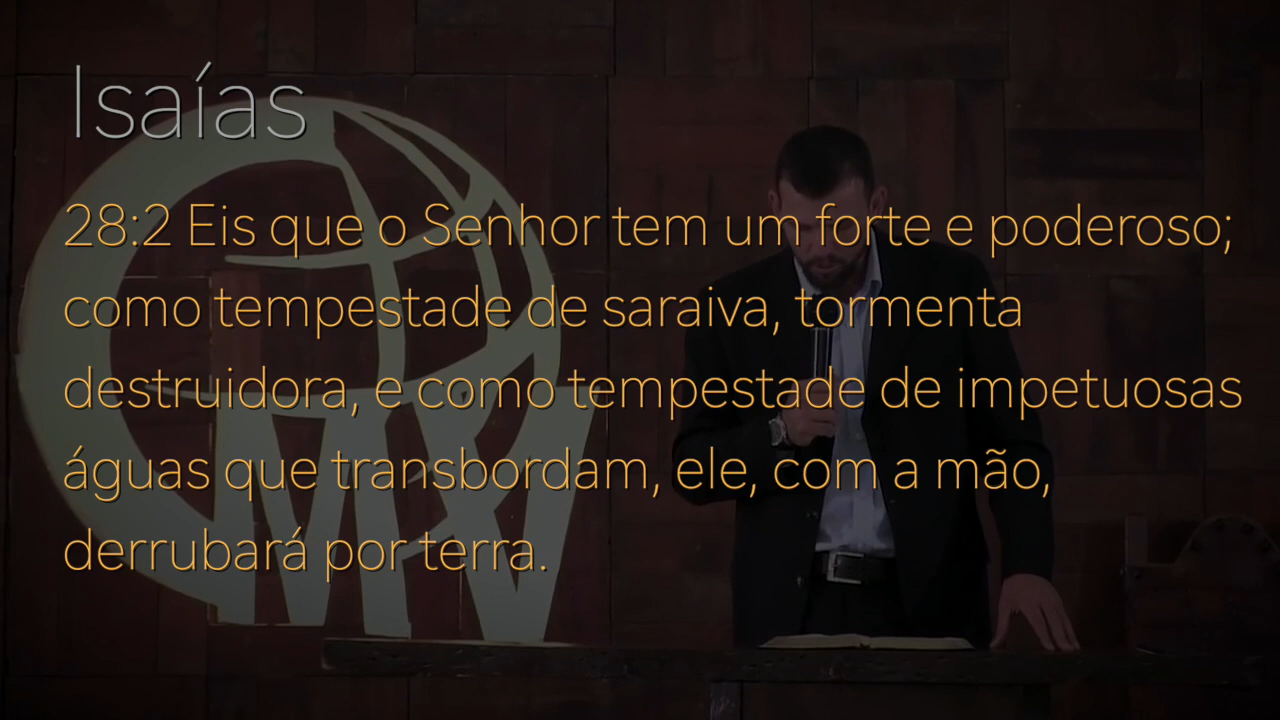 Isaías
28:2 Eis que o Senhor tem um forte e poderoso;
como tempestade de saraiva, tormenta
destruidora, e como tempestade de impetuosas
águas que transbordam, ele, com a mão,
derrubará por terra.